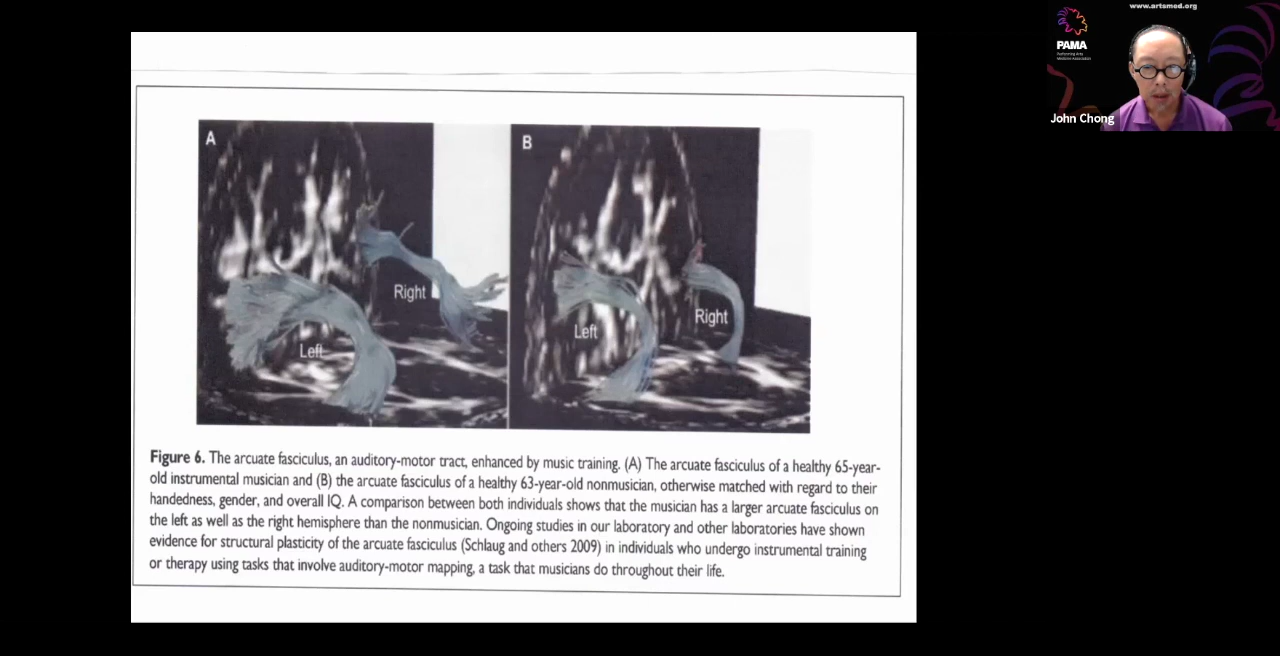 www.artsmed.org
PAMA
Performing Arts
Medicine Association
John Chong
A
B
Right
Left
Left
Right
Figure 6. The arcuate fasciculus, an auditory-motor tract, enhanced by music training. (A) The arcuate fasciculus of a healthy 65-year-
old instrumental musician and (B) the arcuate fasciculus of a healthy 63-year-old nonmusician, otherwise matched with regard to their
handedness, gender, and overall IQ. A comparison between both individuals shows that the musician has a larger arcuate fasciculus on
the left as well as the right hemisphere than the nonmusician. Ongoing studies in our laboratory and other laboratories have shown
evidence for structural plasticity of the arcuate fasciculus (Schlaug and others 2009) in individuals who undergo instrumental training
or therapy using tasks that involve auditory-motor mapping, a task that musicians do throughout their life.